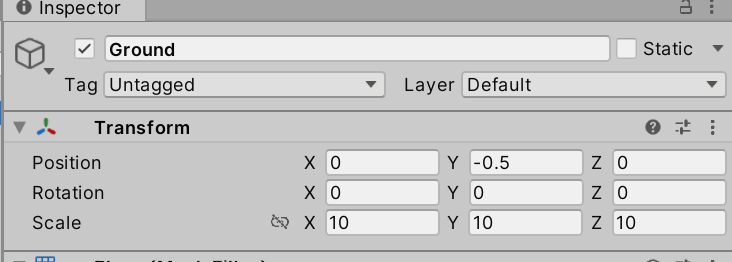 Inspector
Ground
Static
Tag Untagged Layer Default
Transform
Position X 0 Y -0.5 Z 0
Rotation X 0 Y 0 Z 0
Scale X 10 Y 10 Z 10